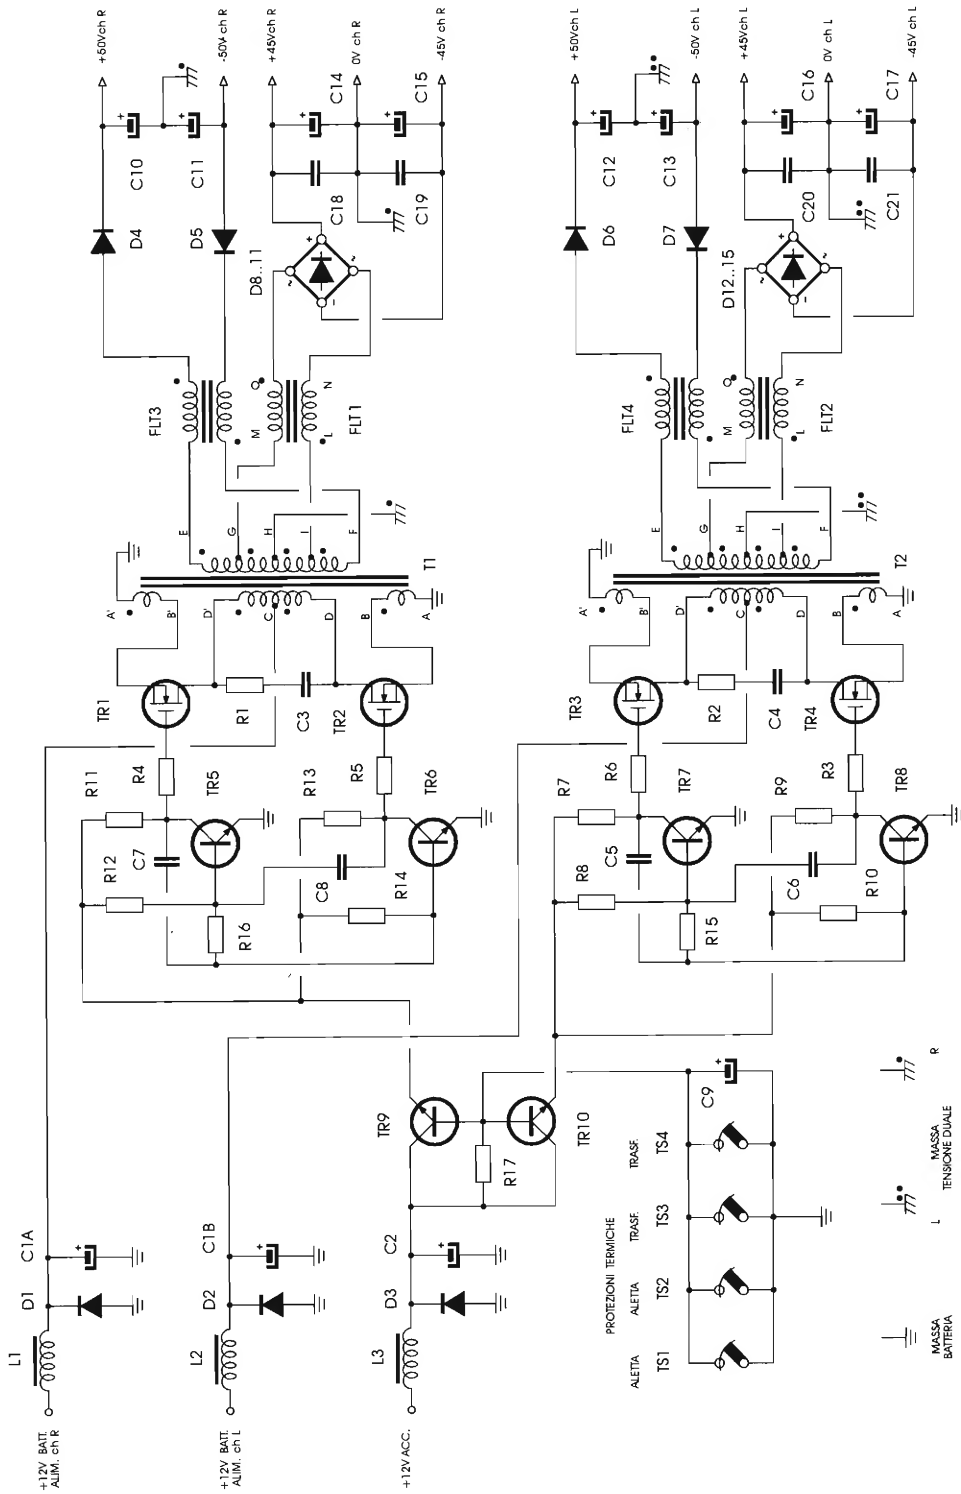 +12V BATT.
ALIM. ch R
L1
D1
C1A
+12V BATT.
ALIM. ch L
L2
D2
C1B
+12V ACC.
L3
D3
C2
R17
TR9
TR10
R11
R12
C7
R4
TR5
R16
R13
C8
R5
TR6
R14
TR1
R1
C3
TR2
A'
B'
D'
C
D
B
A
T1
E
G
H
I
F
FLT3
M
O
L
N
FLT1
D4
D5
D8..11
+
-
~
~
C10
C11
C18
C14
C19
C15
+50Vch R
-50V ch R
+45Vch R
0V ch R
-45V ch R
R7
R8
C5
R6
TR7
R15
R9
C6
R3
TR8
R10
TR3
R2
C4
TR4
A'
B'
D'
C
D
B
A
T2
E
G
H
I
F
FLT4
M
O
L
N
FLT2
D6
D7
D12..15
+
-
~
~
C12
C13
C20
C16
C21
C17
+50Vch L
-50V ch L
+45Vch L
0V ch L
-45V ch L
PROTEZIONI TERMICHE
ALETTA
TS1
ALETTA
TS2
TRASF.
TS3
TRASF.
TS4
C9
MASSA
BATTERIA
L
R
MASSA
TENSIONE DUALE